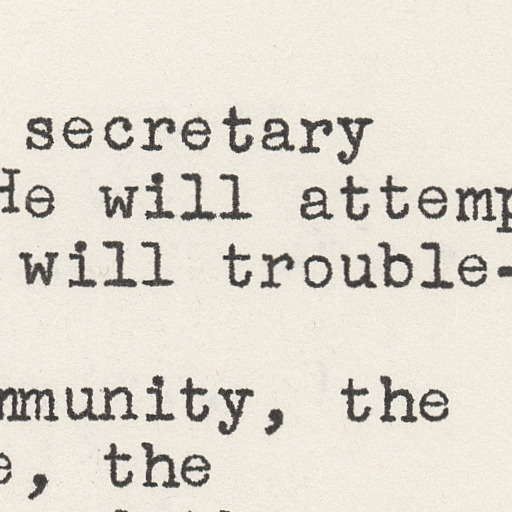 secretary
He will attemp
will trouble-
mmunity, the
e, the